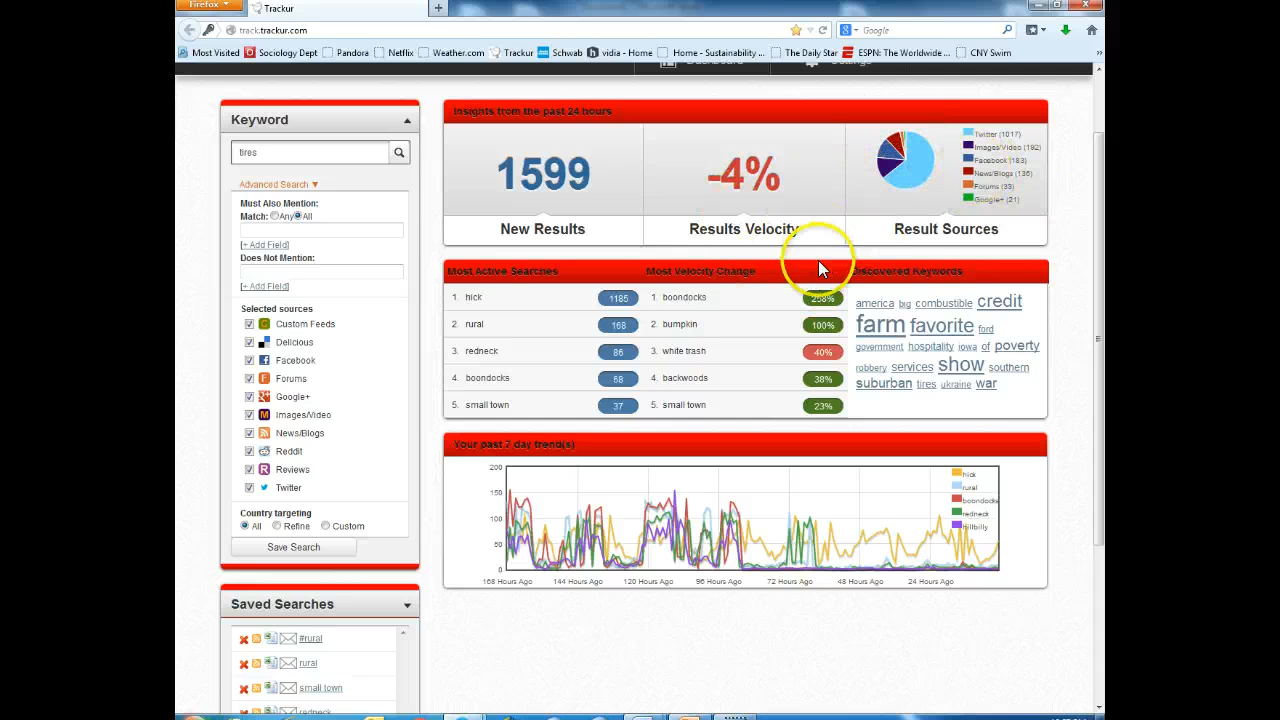 Firefox
Trackur
track.trackur.com
Google
Most Visited
Sociology Dept
Pandora
Netflix
Weather.com
Trackur
Schwab
vidia - Home
Home - Sustainability ...
The Daily Star
ESPN: The Worldwide ...
CNY Swim
Keyword
tires
Advanced Search ▼
Must Also Mention:
Match: Any All
[+ Add Field]
Does Not Mention:
[+ Add Field]
Selected sources
Custom Feeds
Delicious
Facebook
Forums
Google+
Images/Video
News/Blogs
Reddit
Reviews
Twitter
Country targeting
All Refine Custom
Save Search
Saved Searches
#rural
rural
small town
redneck
Insights from the past 24 hours
1599
New Results
-4%
Results Velocity
Twitter (1017)
Images/Video (192)
Facebook (183)
News/Blogs (135)
Forums (33)
Google+ (21)
Result Sources
Most Active Searches
1. hick 1185
2. rural 168
3. redneck 86
4. boondocks 68
5. small town 37
Most Velocity Change
1. boondocks
2. bumpkin 100%
3. white trash 40%
4. backwoods 38%
5. small town 23%
Discovered Keywords
america big combustible credit
farm favorite ford
government hospitality iowa of poverty
robbery services show southern
suburban tires ukraine war
Your past 7 day trend(s)
200
150
100
50
0
hick
rural
boondocks
redneck
hillbilly
168 Hours Ago 144 Hours Ago 120 Hours Ago 96 Hours Ago 72 Hours Ago 48 Hours Ago 24 Hours Ago